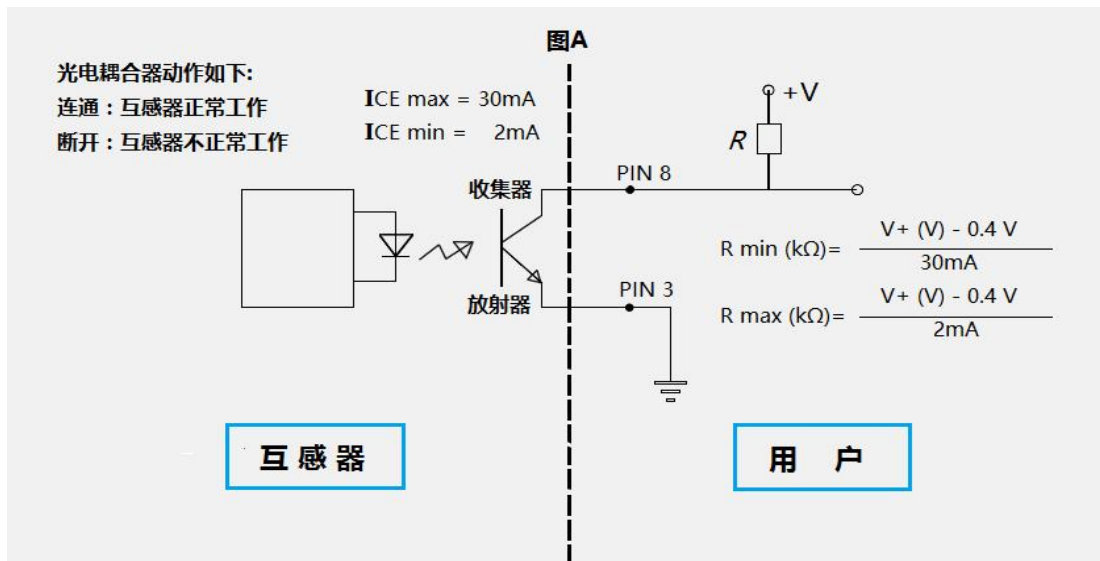 图A
光电耦合器动作如下:
连通：互感器正常工作
断开：互感器不正常工作
ICE max = 30mA
ICE min = 2mA
收集器
放射器
PIN 8
PIN 3
+V
R
R min (kΩ)= V+ (V) - 0.4 V
30mA
R max (kΩ)= V+ (V) - 0.4 V
2mA
互感器
用 户